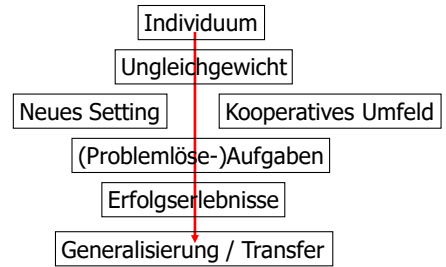 Individuum
Ungleichgewicht
Neues Setting Kooperatives Umfeld
(Problemlöse-)Aufgaben
Erfolgserlebnisse
Generalisierung / Transfer